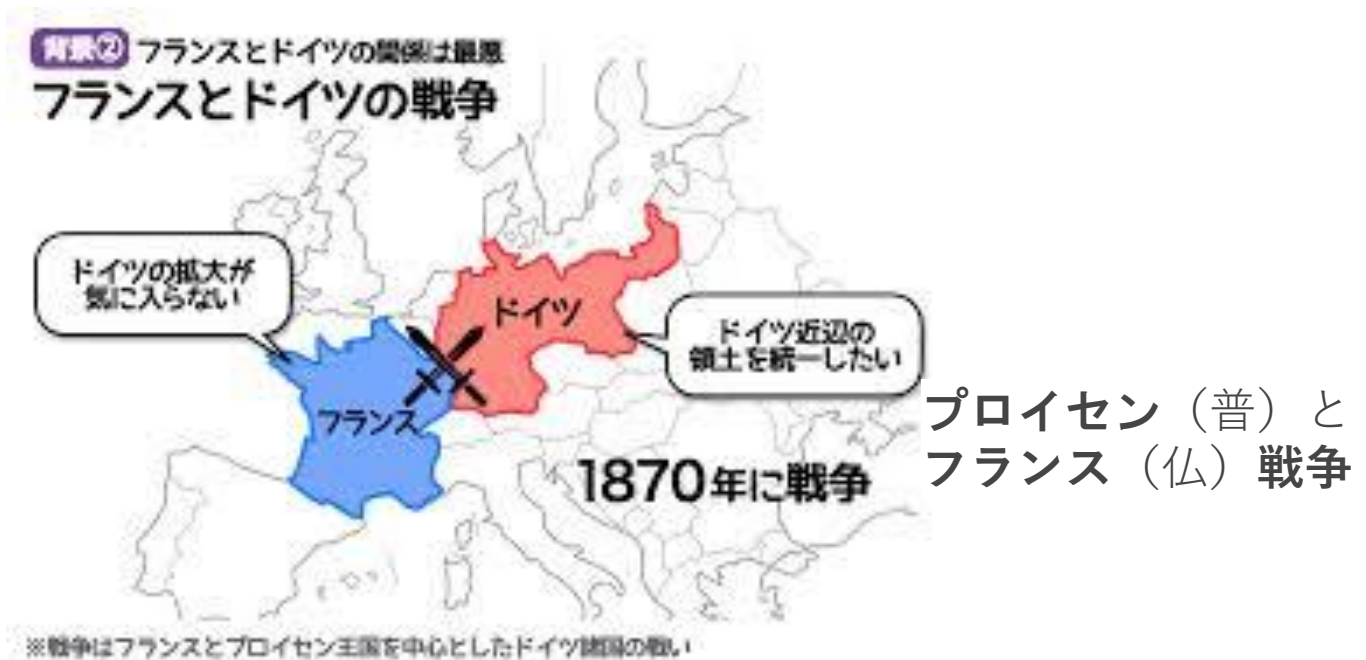 背景② フランスとドイツの関係は最悪
フランスとドイツの戦争
ドイツの拡大が
気に入らない
ドイツ
ドイツ近辺の
領土を統一したい
フランス
プロイセン（普）と
フランス（仏）戦争
1870年に戦争
※戦争はフランスとプロイセン王国を中心としたドイツ諸国の戦い